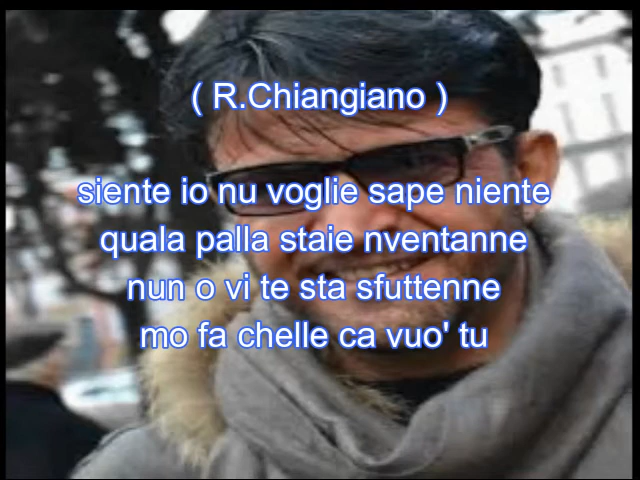 ( R.Chiangiano )
siente io nu voglie sape niente
quala palla staie nventanne
nun o vi te sta sfuttenne
mo fa chelle ca vuo' tu